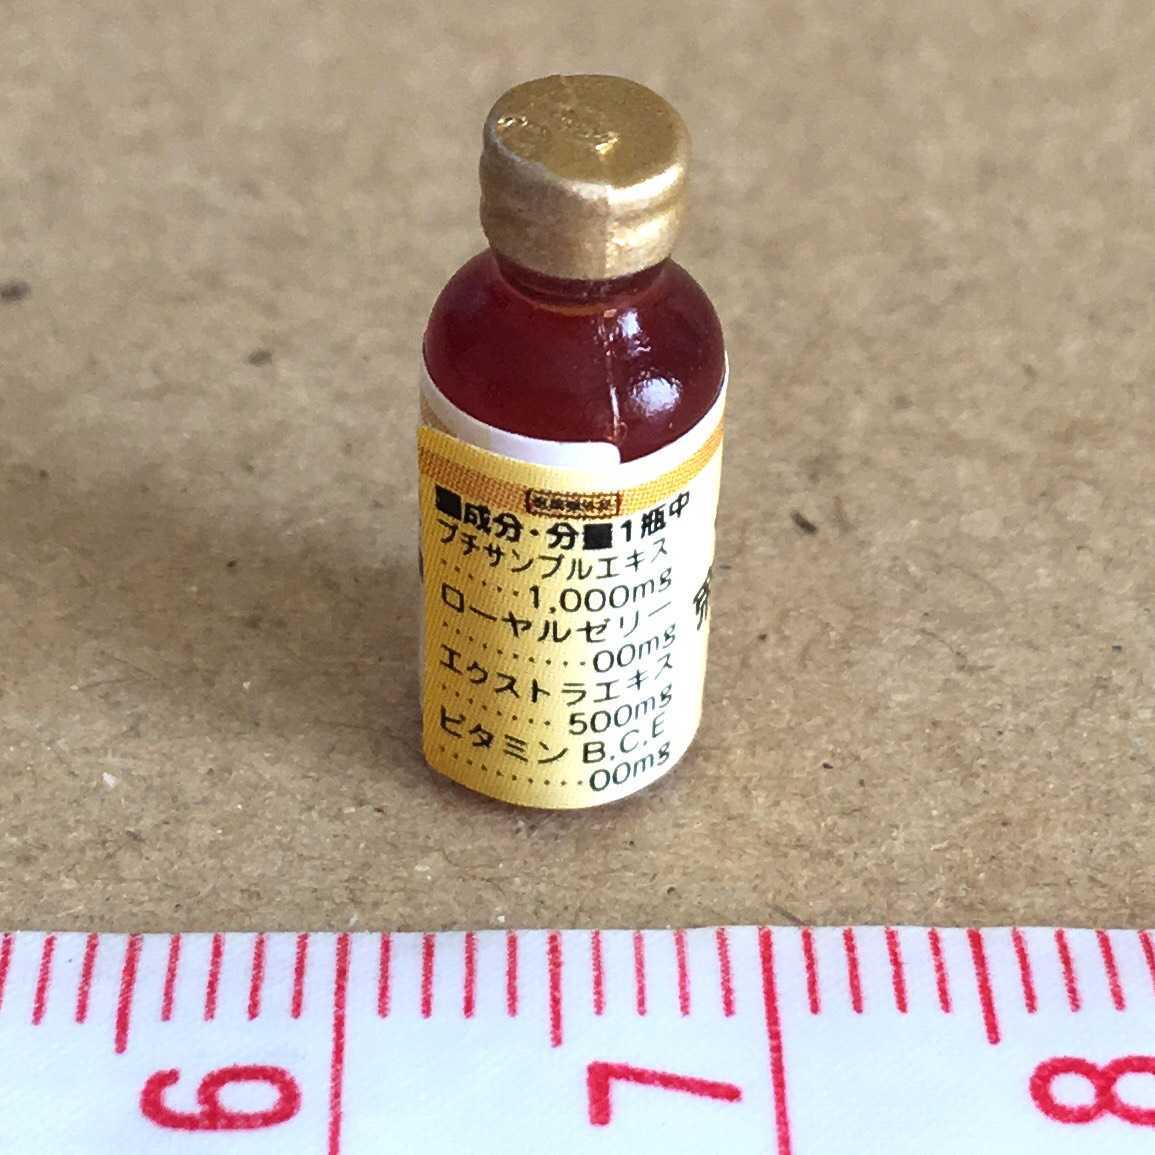 ■成分・分■1瓶中
プチサンプルエキス
‥‥‥1,000mg
ローヤルゼリー
‥‥‥‥‥00mg
エクストラエキス
‥‥‥‥500mg
ビタミン B.C.E
‥‥‥‥‥00mg
6 7 8